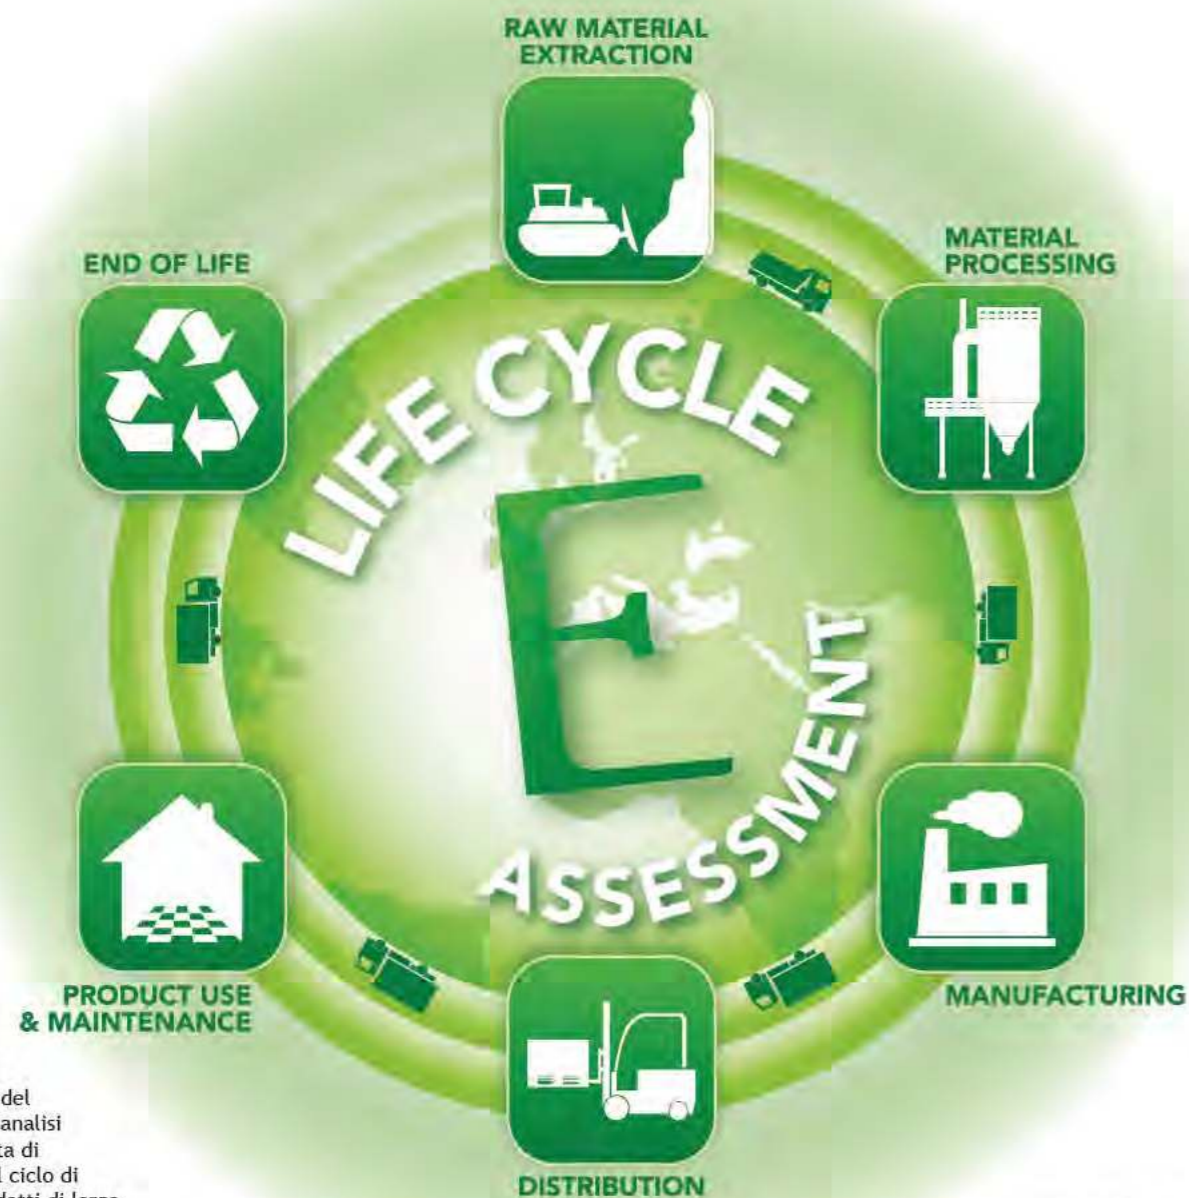 RAW MATERIAL
EXTRACTION
MATERIAL
PROCESSING
END OF LIFE
LIFE CYCLE
E
ASSESSMENT
PRODUCT USE
& MAINTENANCE
MANUFACTURING
DISTRIBUTION
del
analisi
di
ciclo di